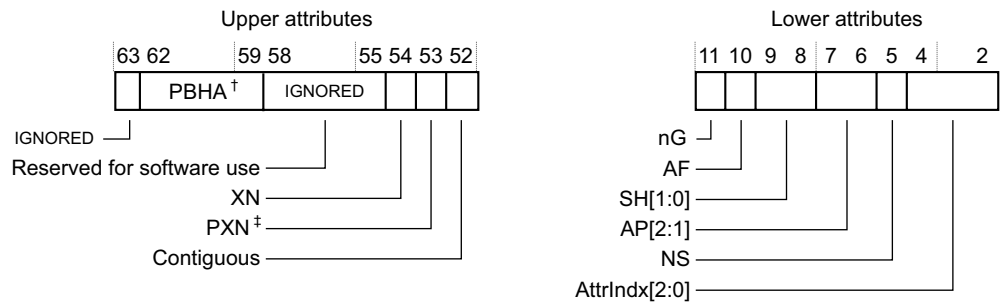 Upper attributes
63 62 59 58 55 54 53 52
PBHA † IGNORED
IGNORED
Reserved for software use
XN
PXN ‡
Contiguous
Lower attributes
11 10 9 8 7 6 5 4 2
nG
AF
SH[1:0]
AP[2:1]
NS
AttrIndx[2:0]